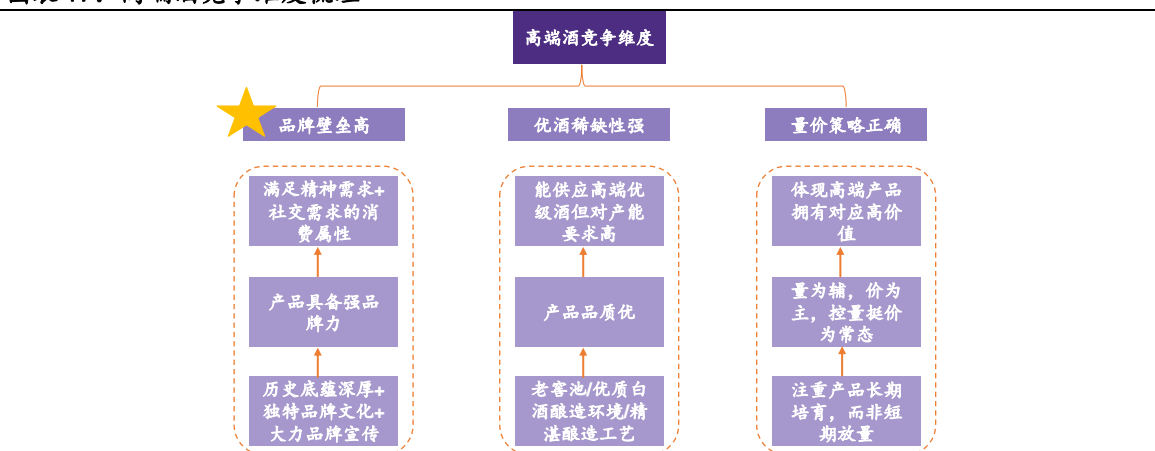 高端酒竞争维度
品牌壁垒高
优酒稀缺性强
量价策略正确
满足精神需求+
社交需求的消
费属性
能供应高端优
级酒但对产能
要求高
体现高端产品
拥有对应高价
值
产品具备强品
牌力
产品品质优
量为辅，价为
主，控量挺价
为常态
历史底蕴深厚+
独特品牌文化+
大力品牌宣传
老窖池/优质白
酒酿造环境/精
湛酿造工艺
注重产品长期
培育，而非短
期放量